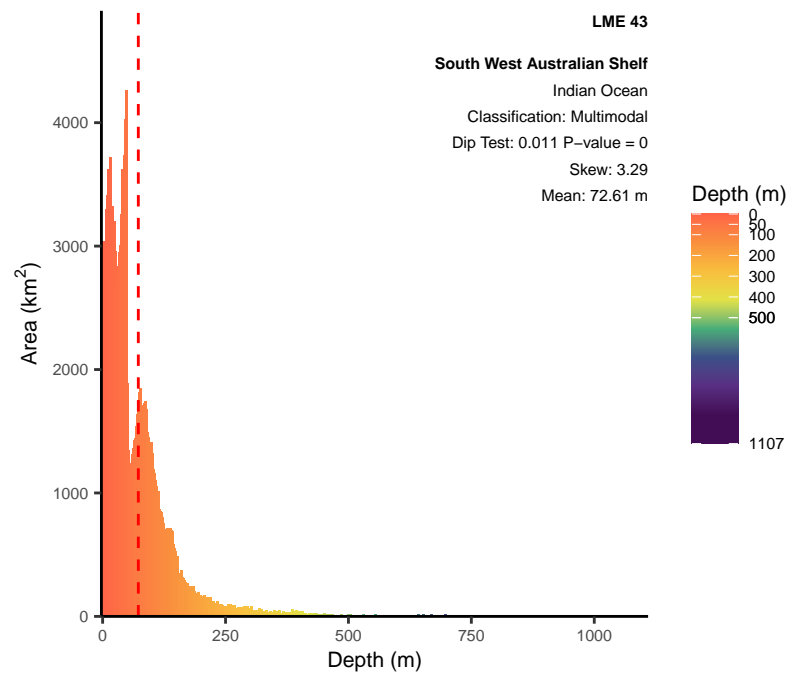 LME 43
South West Australian Shelf
Indian Ocean
Classification: Multimodal
Dip Test: 0.011 P−value = 0
Skew: 3.29
Mean: 72.61 m
Area (km²)
4000
3000
2000
1000
0
0 250 500 750 1000
Depth (m)
Depth (m)
0
50
100
200
300
400
500
1107